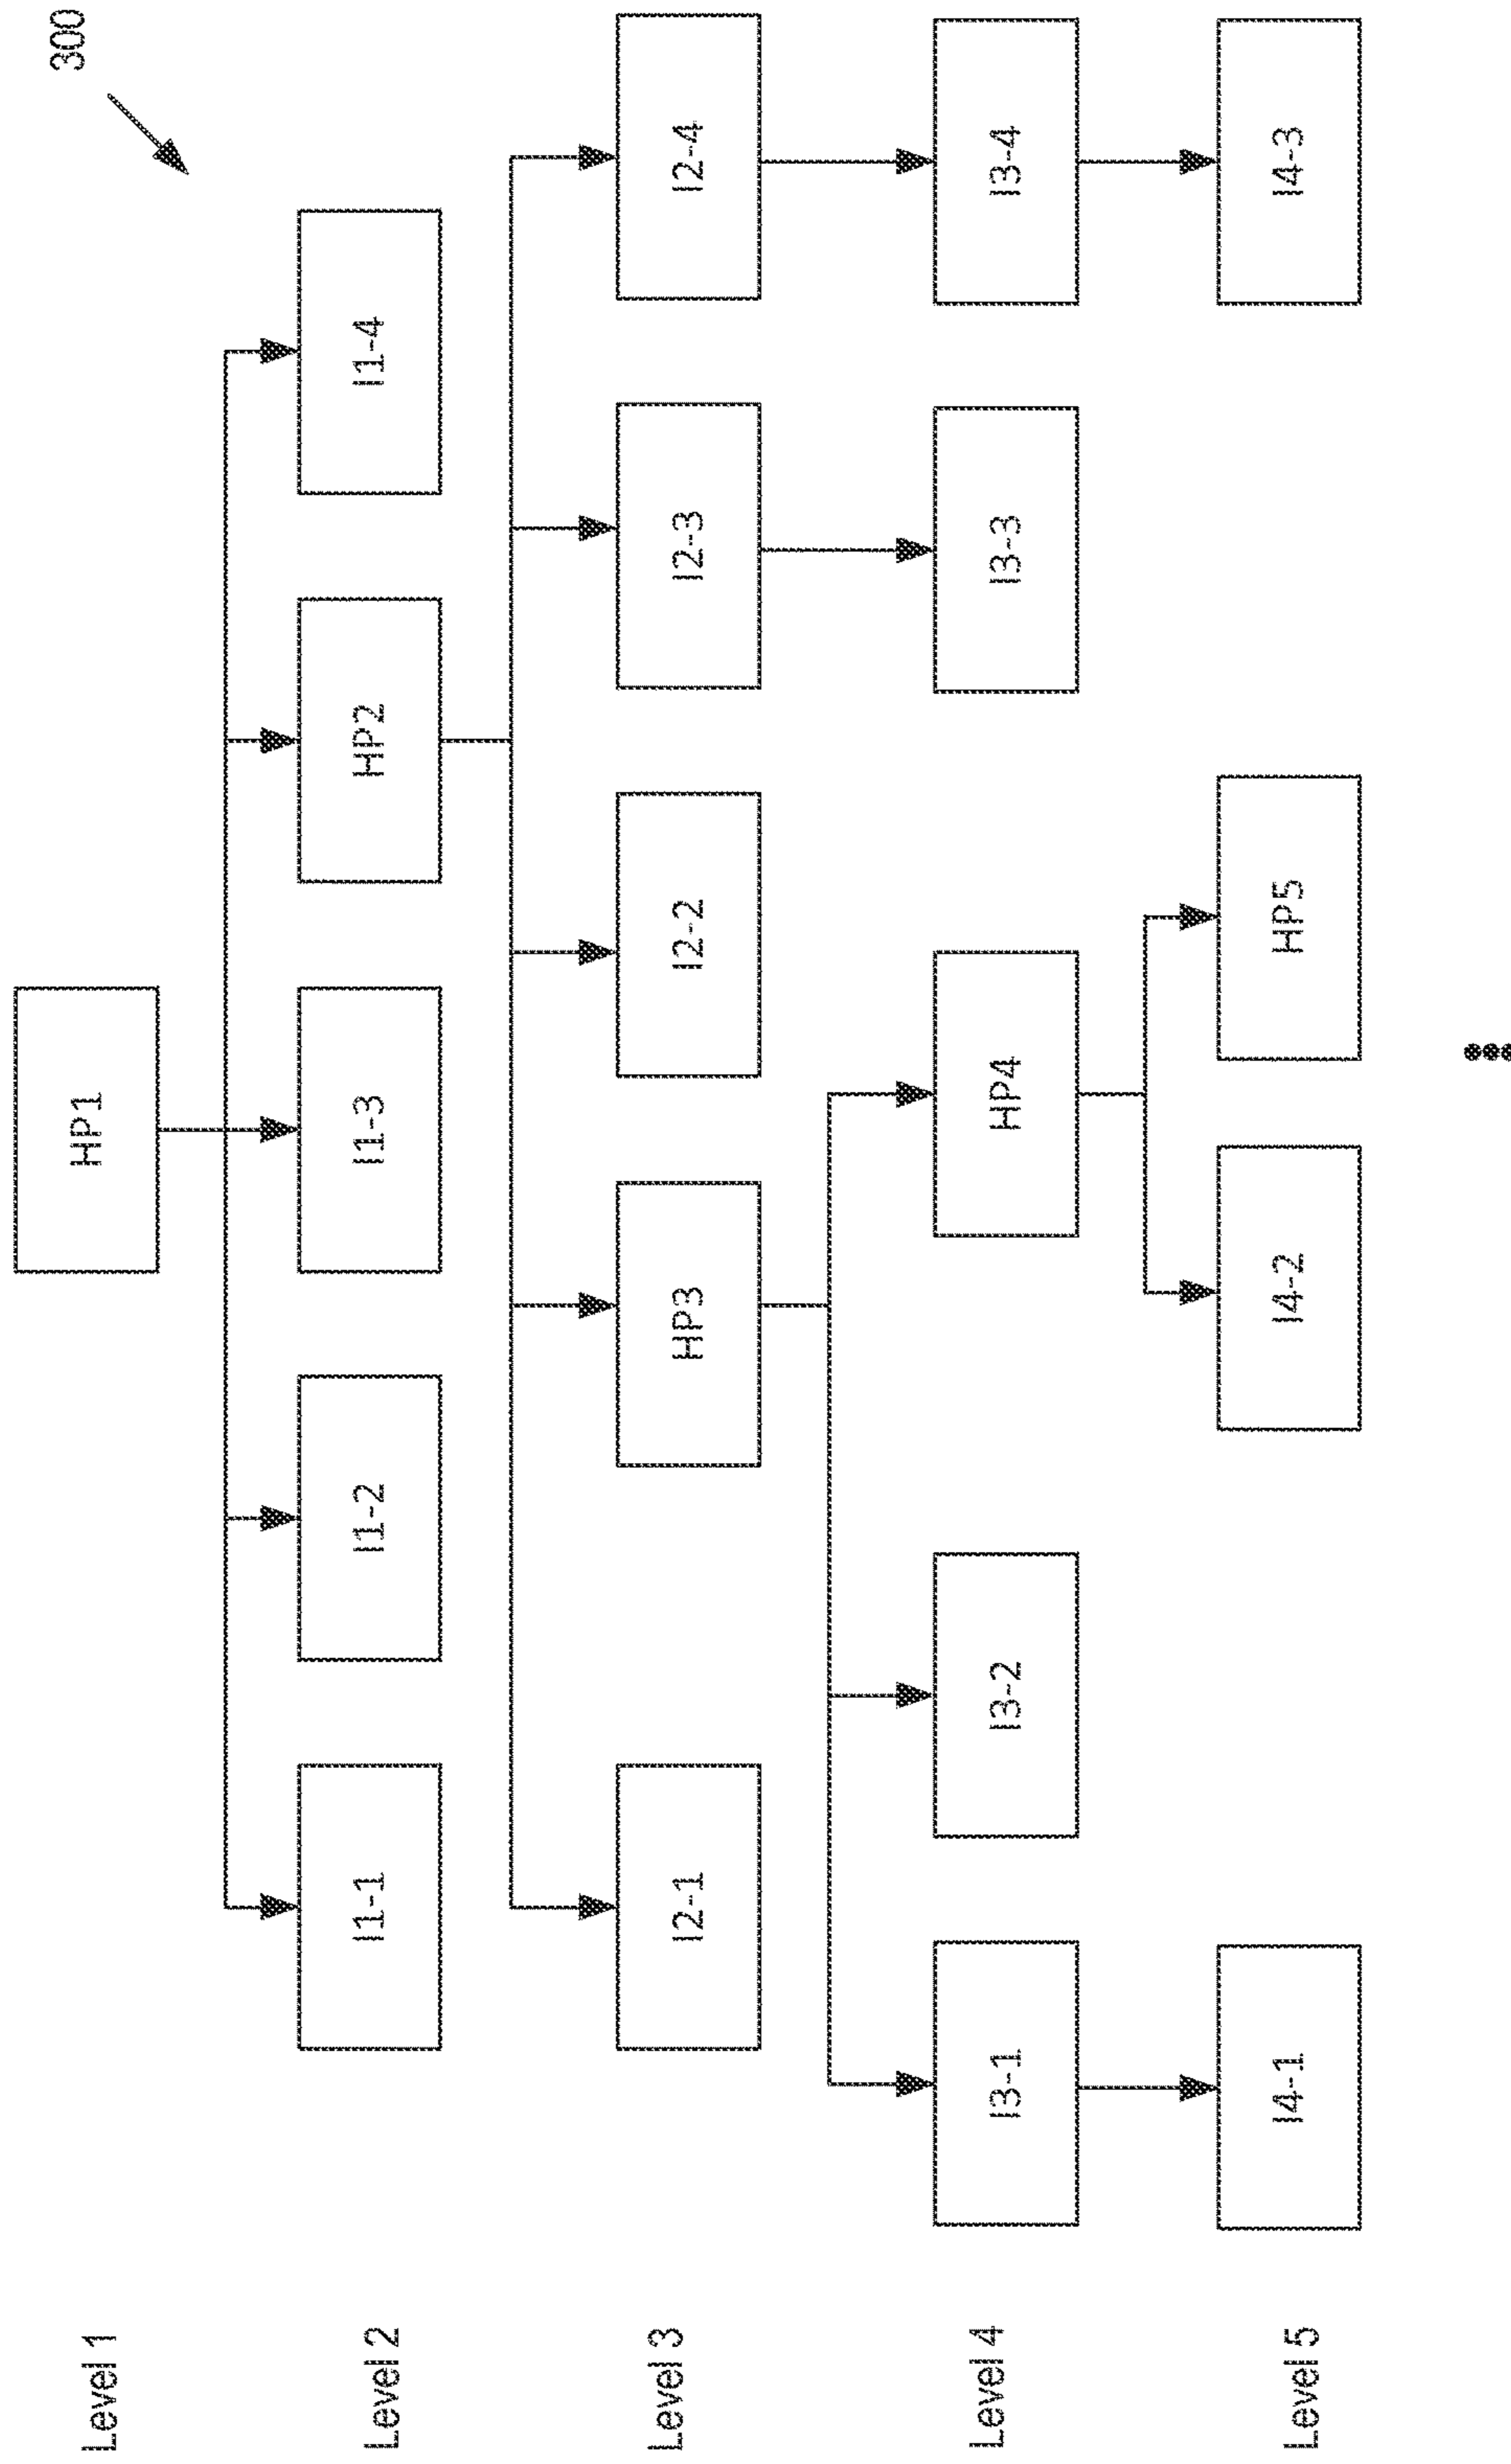 300
Level 1
HP1
Level 2
I1-1
I1-2
I1-3
HP2
I1-4
Level 3
I2-1
HP3
I2-2
I2-3
I2-4
Level 4
I3-1
I3-2
HP4
I3-3
I3-4
Level 5
I4-1
I4-2
HP5
I4-3